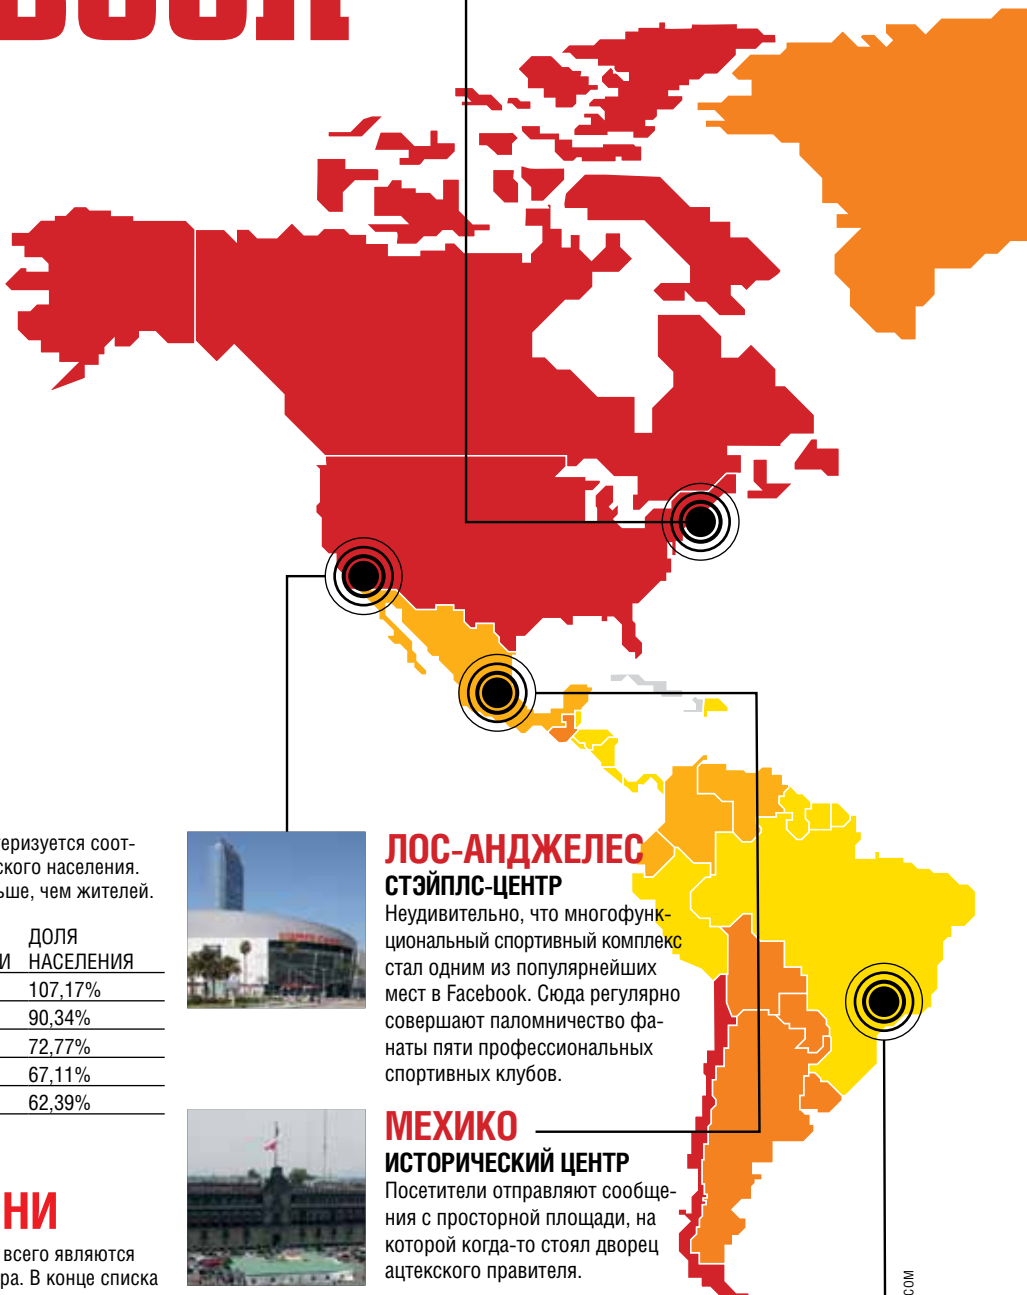 теризуется соот-
ского населения.
ьше, чем жителей.
ДОЛЯ
И НАСЕЛЕНИЯ
107,17%
90,34%
72,77%
67,11%
62,39%
НИ
всего являются
ра. В конце списка
ЛОС-АНДЖЕЛЕС
СТЭЙПЛС-ЦЕНТР
Неудивительно, что многофунк-
циональный спортивный комплекс
стал одним из популярнейших
мест в Facebook. Сюда регулярно
совершают паломничество фа-
наты пяти профессиональных
спортивных клубов.
МЕХИКО
ИСТОРИЧЕСКИЙ ЦЕНТР
Посетители отправляют сообще-
ния с просторной площади, на
которой когда-то стоял дворец
ацтекского правителя.
COM